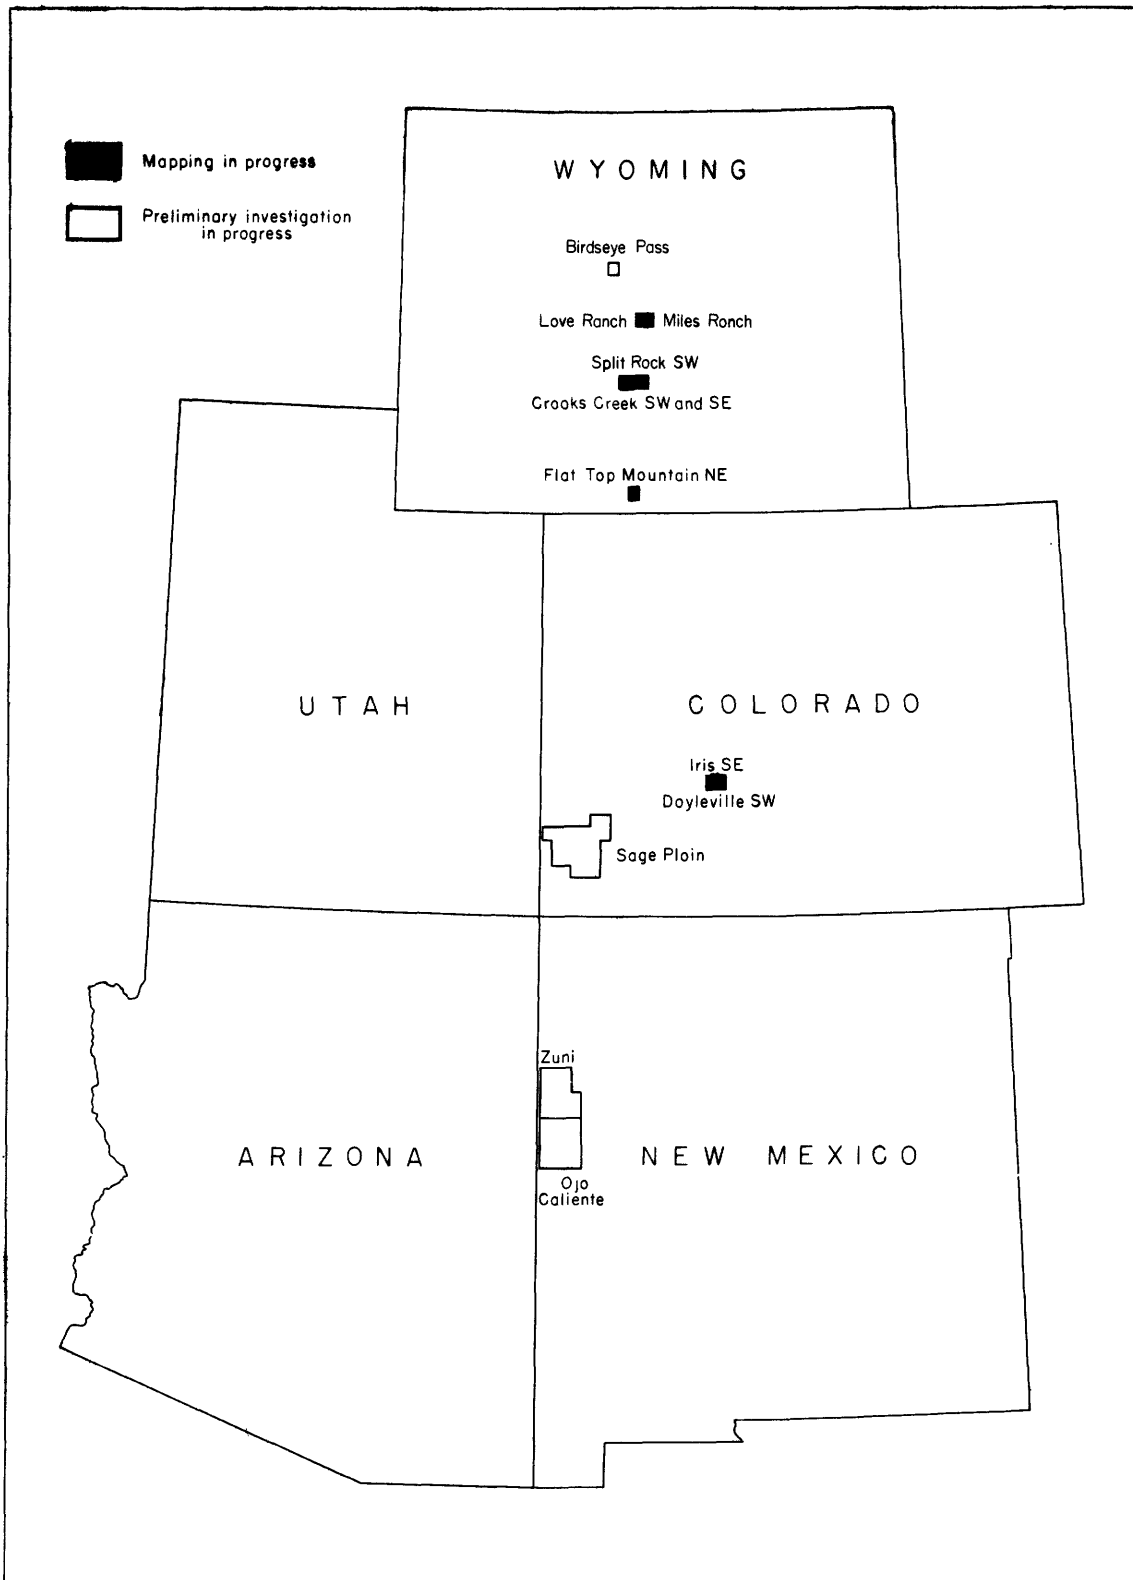 Mapping in progress
Preliminary investigation
in progress
WYOMING
Birdseye Pass
Love Ranch
Miles Ronch
Split Rock SW
Crooks Creek SW and SE
Flat Top Mountain NE
UTAH
COLORADO
Iris SE
Doyleville SW
Sage Ploin
Zuni
ARIZONA
NEW MEXICO
Ojo
Caliente